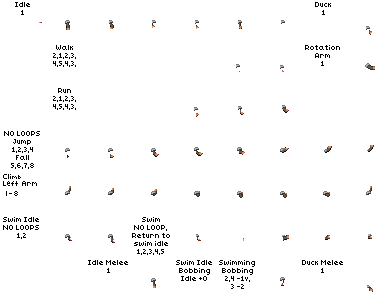 Idle
1
Duck
1
Walk
2,1,2,3,
4,5,4,3,
Rotation
Arm
1
Run
2,1,2,3,
4,5,4,3,
NO LOOPS
Jump
1,2,3,4
Fall
5,6,7,8
Climb
Left Arm
1-8
Swim Idle
NO LOOPS
1,2
Swim
NO LOOP,
Return to
swim idle
1,2,3,4,5
Idle Melee
1
Swim Idle
Bobbing
Idle +0
Swimming
Bobbing
2,4 -1y,
3 -2
Duck Melee
1